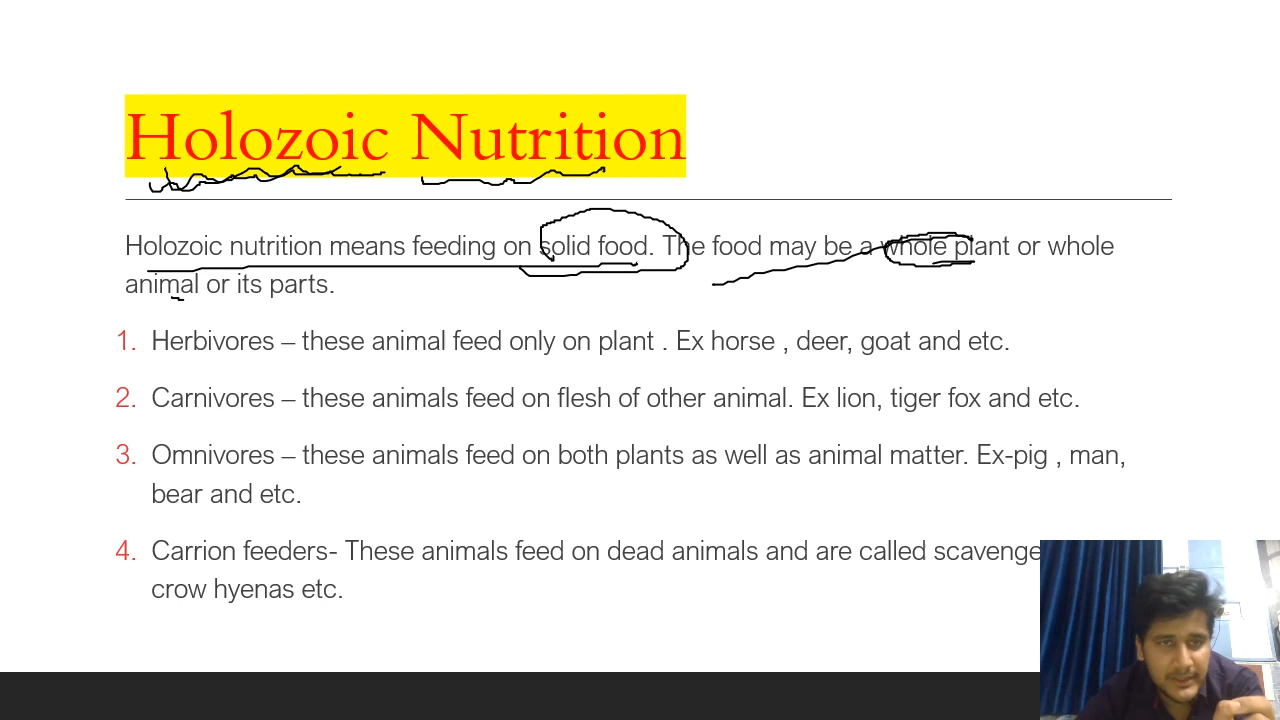 Holozoic Nutrition
Holozoic nutrition means feeding on solid food. The food may be a whole plant or whole
animal or its parts.
1. Herbivores – these animal feed only on plant . Ex horse , deer, goat and etc.
2. Carnivores – these animals feed on flesh of other animal. Ex lion, tiger fox and etc.
3. Omnivores – these animals feed on both plants as well as animal matter. Ex-pig , man,
bear and etc.
4. Carrion feeders- These animals feed on dead animals and are called
crow hyenas etc.